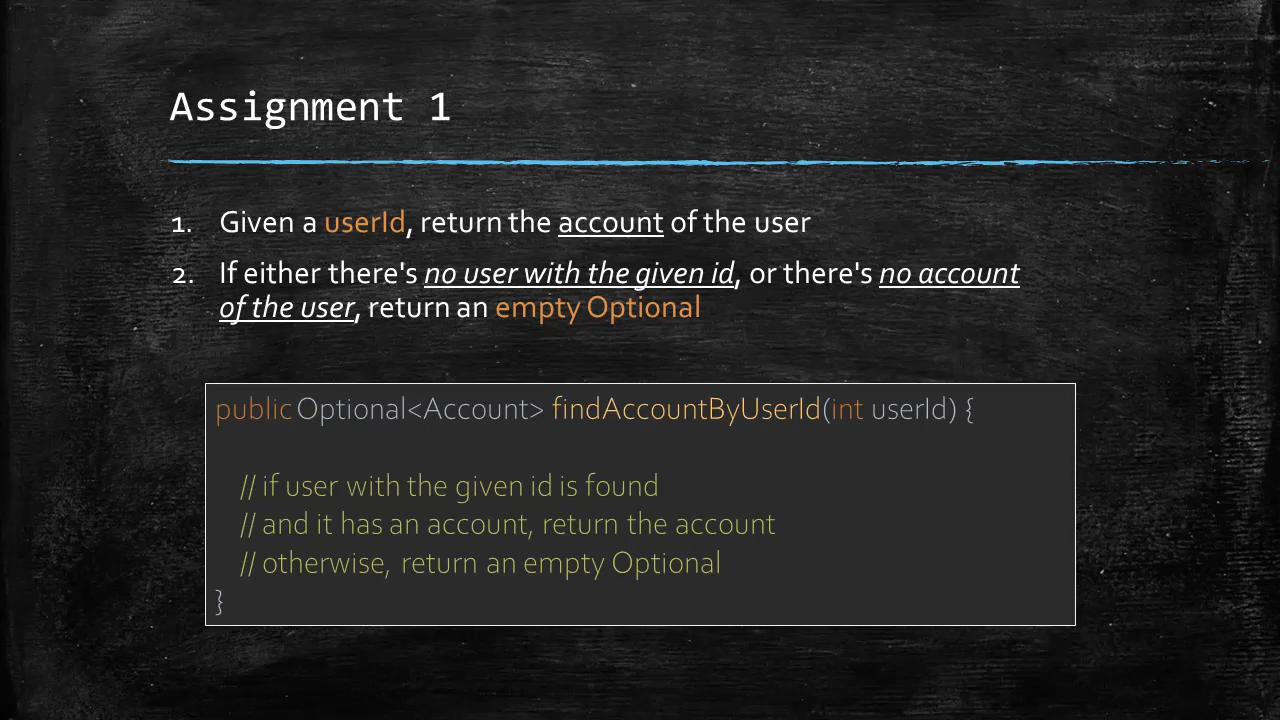 Assignment 1
1. Given a userId, return the account of the user
2. If either there's no user with the given id, or there's no account
of the user, return an empty Optional
public Optional<Account> findAccountByUserId(int userId) {
// if user with the given id is found
// and it has an account, return the account
// otherwise, return an empty Optional
}